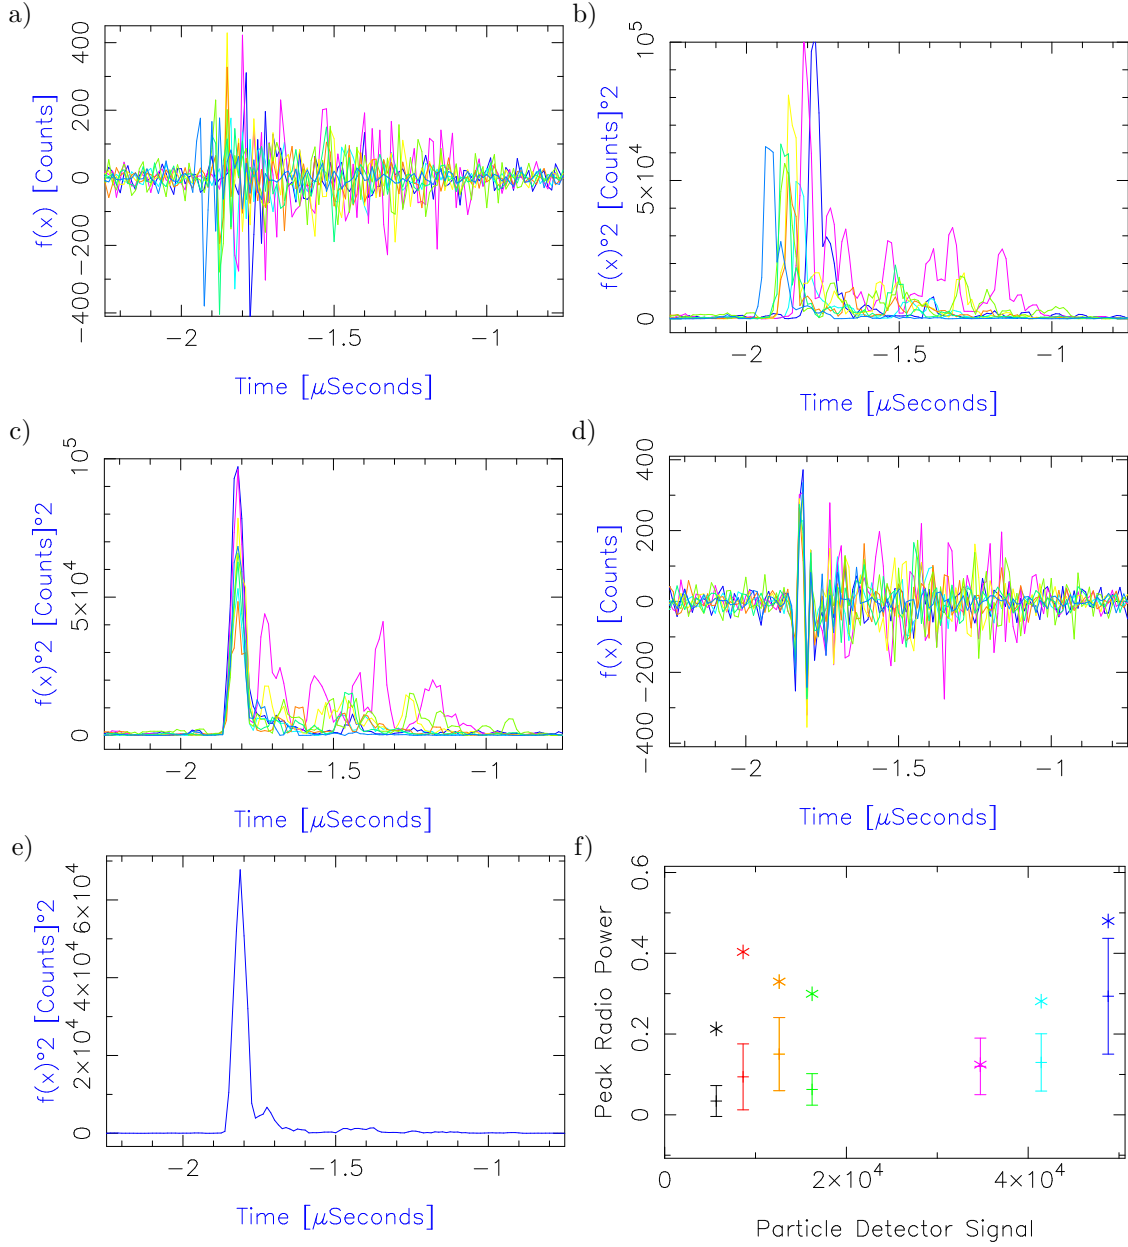 a)
400
200
0
−200
−400
f(x) [Counts]
−2
−1.5
−1
Time [μSeconds]
b)
10^5
5×10^4
0
f(x)°2 [Counts]°2
−2
−1.5
−1
Time [μSeconds]
c)
10^5
5×10^4
0
f(x)°2 [Counts]°2
−2
−1.5
−1
Time [μSeconds]
d)
400
200
0
−200
−400
f(x) [Counts]
−2
−1.5
−1
Time [μSeconds]
e)
6×10^4
4×10^4
2×10^4
0
f(x)°2 [Counts]°2
−2
−1.5
−1
Time [μSeconds]
f)
0.6
0.4
0.2
0
Peak Radio Power
0
2×10^4
4×10^4
Particle Detector Signal